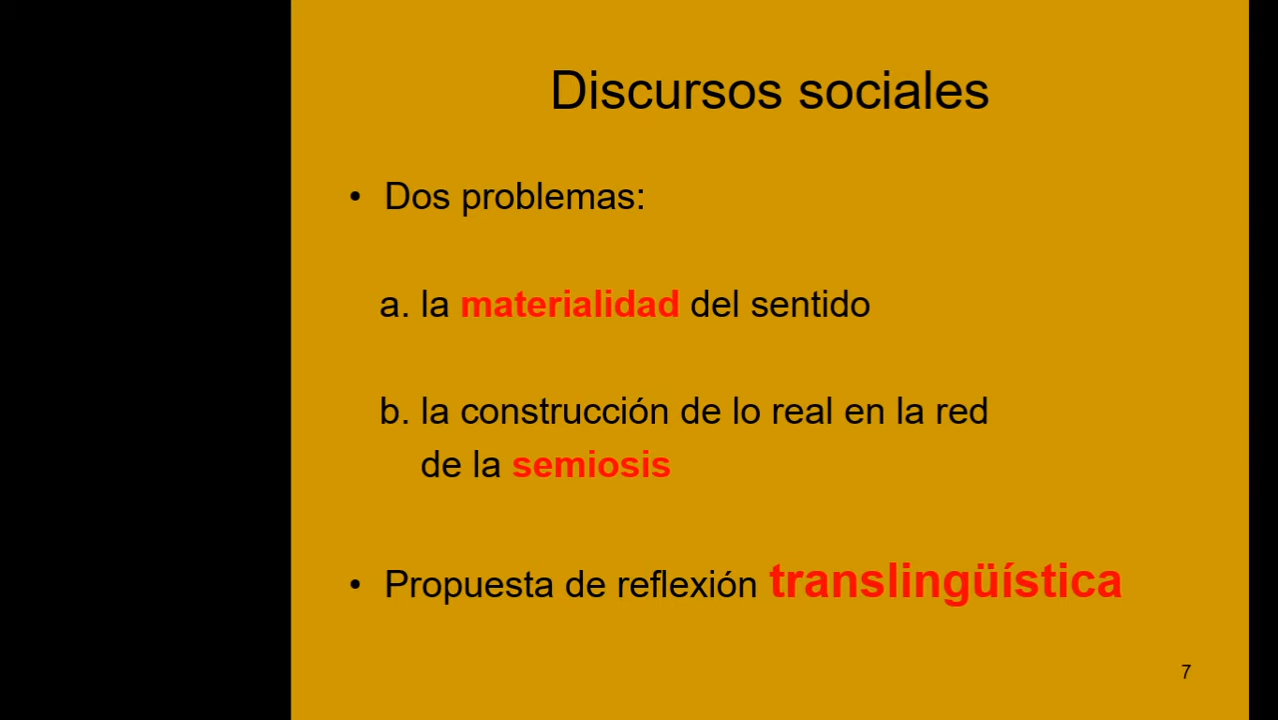 Discursos sociales
• Dos problemas:
a. la materialidad del sentido
b. la construcción de lo real en la red
de la semiosis
• Propuesta de reflexión translingüística
7